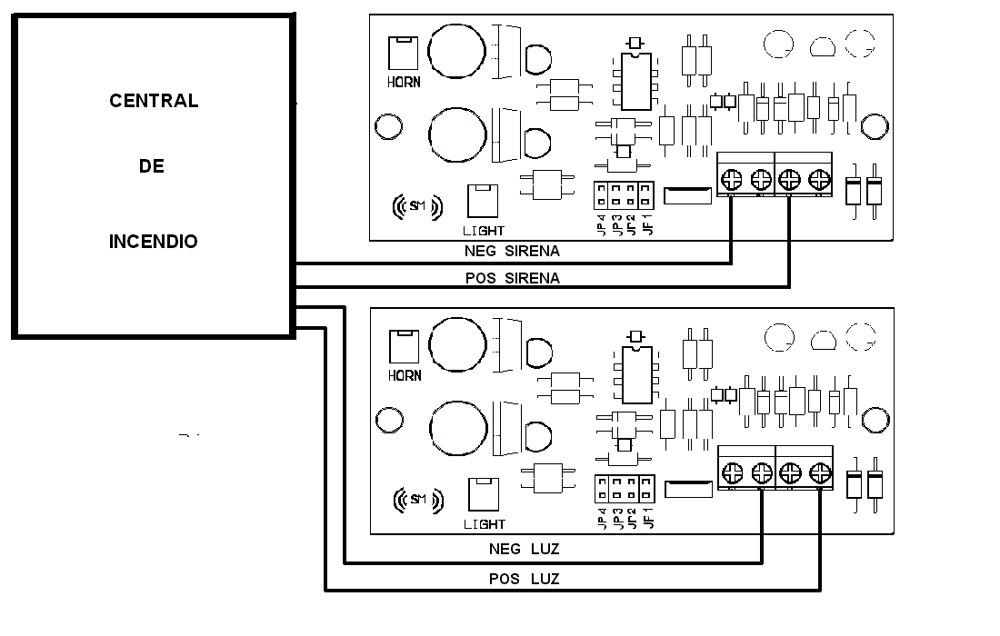 CENTRAL
DE
INCENDIO
HORN
SM
LIGHT
JP4 JP3 JP2 JP1
NEG SIRENA
POS SIRENA
HORN
SM
LIGHT
JP4 JP3 JP2 JP1
NEG LUZ
POS LUZ